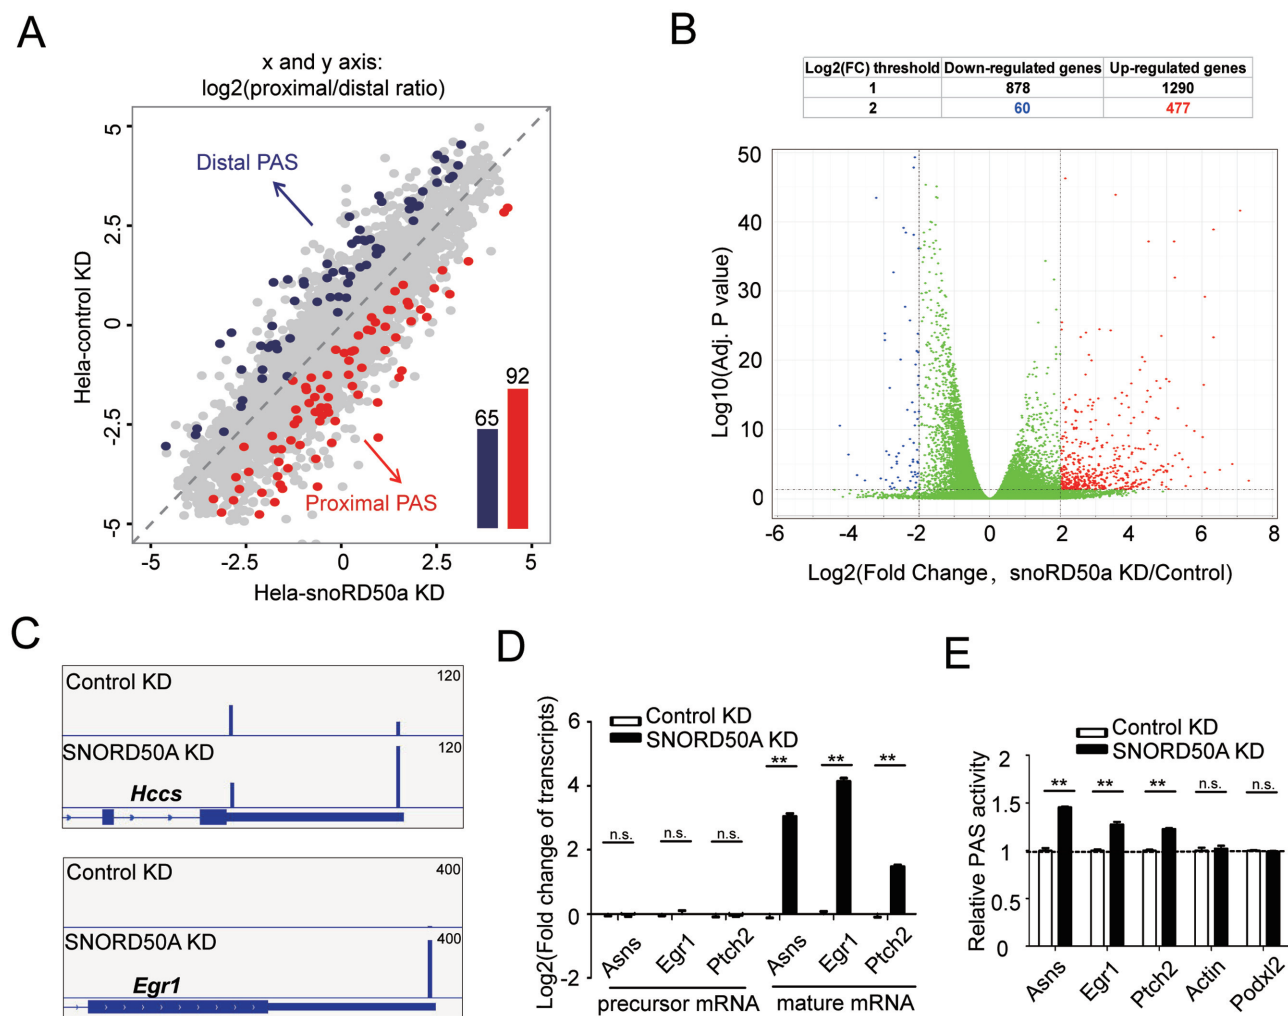 A
x and y axis:
log2(proximal/distal ratio)
Hela-control KD
5
2.5
0
-2.5
-5
Distal PAS
Proximal PAS
65
92
-5
-2.5
0
2.5
5
Hela-snoRD50a KD
B
Log2(FC) threshold Down-regulated genes Up-regulated genes
1 878 1290
2 60 477
Log10(Adj. P value)
50
40
30
20
10
0
-6 -4 -2 0 2 4 6 8
Log2(Fold Change、snoRD50a KD/Control)
C
Control KD
120
SNORD50A KD
120
Hccs
Control KD
400
SNORD50A KD
400
Egr1
D
Log2(Fold change of transcripts)
Control KD
SNORD50A KD
6
4
2
0
-2
n.s. n.s. n.s. ** ** **
Asns Egr1 Ptch2 Asns Egr1 Ptch2
precursor mRNA mature mRNA
E
Relative PAS activity
Control KD
SNORD50A KD
2
1.5
1
0.5
0
** ** ** n.s. n.s.
Asns Egr1 Ptch2 Actin Podxl2